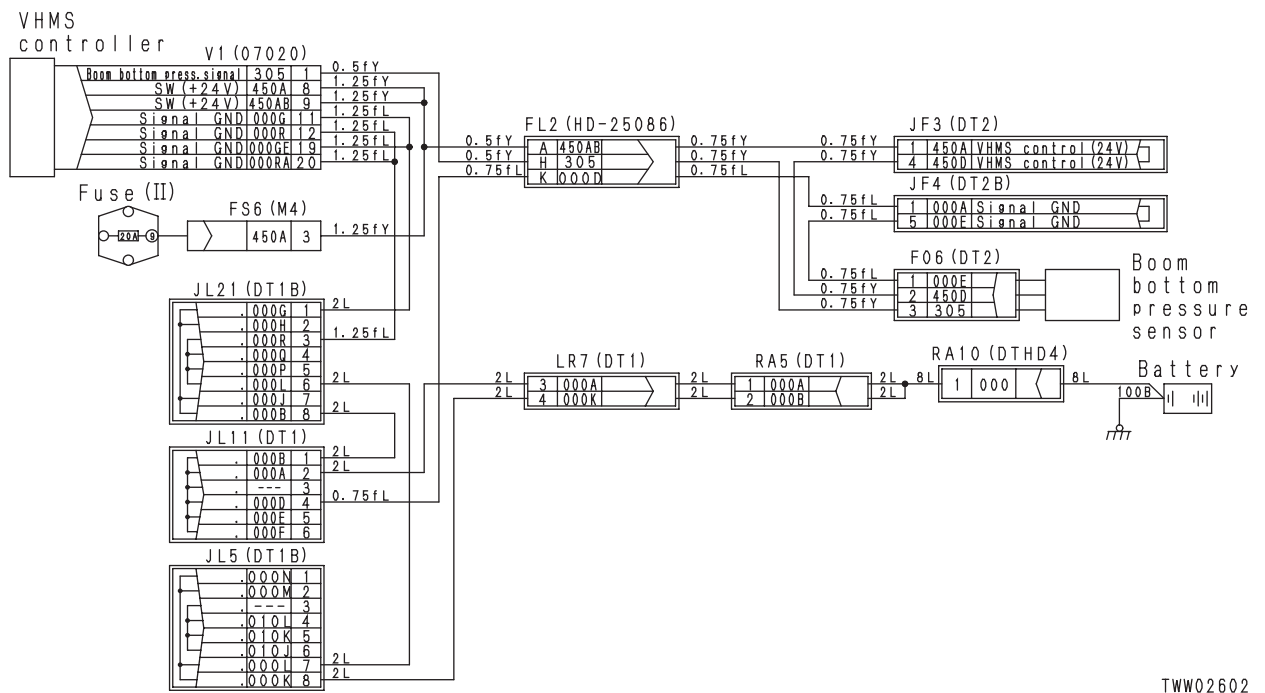 VHMS
controller
V1(07020)
Boom bottom press.signal 305 1 0.5fY
SW(+24V) 450A 8 1.25fY
SW(+24V) 450AB 9 1.25fY
Signal GND 000G 11 1.25fL
Signal GND 000R 12 1.25fL
Signal GND 000GE 19 1.25fL
Signal GND 000RA 20 1.25fL
Fuse(II)
20A 9
FS6(M4)
450A 3 1.25fY
FL2(HD-25086)
0.5fY A 450AB 0.75fY
0.5fY H 305 0.75fY
0.75fL K 000D 0.75fL
JF3(DT2)
0.75fY 1 450A VHMS control(24V)
0.75fY 4 450D VHMS control(24V)
JF4(DT2B)
0.75fL 1 000A Signal GND
0.75fL 5 000E Signal GND
F06(DT2)
0.75fL 1 000E
0.75fY 2 450D
0.75fY 3 305
Boom
bottom
pressure
sensor
JL21(DT1B)
.000G 1 2L
.000H 2
.000R 3 1.25fL
.000Q 4
.000P 5
.000L 6 2L
.000J 7
.000B 8 2L
JL11(DT1)
.000B 1 2L
.000A 2 2L
. --- 3
.000D 4 0.75fL
.000E 5
.000F 6
JL5(DT1B)
.000N 1
.000M 2
. --- 3
.010L 4
.010K 5
.010J 6
.000L 7 2L
.000K 8 2L
LR7(DT1)
2L 3 000A 2L
2L 4 000K 2L
RA5(DT1)
1 000A 2L
2 000B 2L
RA10(DTHD4)
8L 1 000 8L
Battery
100B
TWW02602